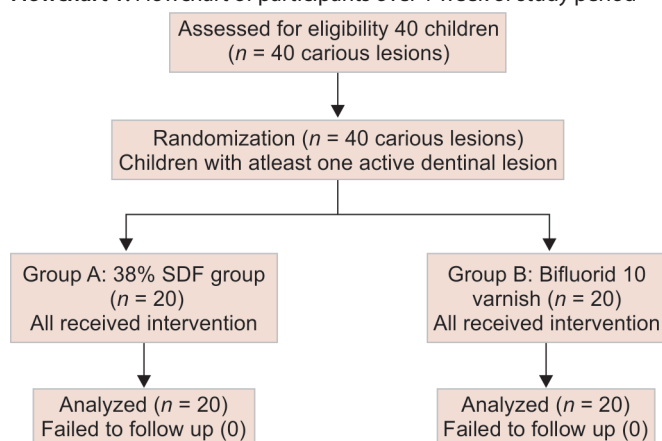 Flowchart 1: Flowchart of participants over 1 week of study period
Assessed for eligibility 40 children
(n = 40 carious lesions)
Randomization (n = 40 carious lesions)
Children with atleast one active dentinal lesion
Group A: 38% SDF group
(n = 20)
All received intervention
Group B: Bifluorid 10
varnish (n = 20)
All received intervention
Analyzed (n = 20)
Failed to follow up (0)
Analyzed (n = 20)
Failed to follow up (0)